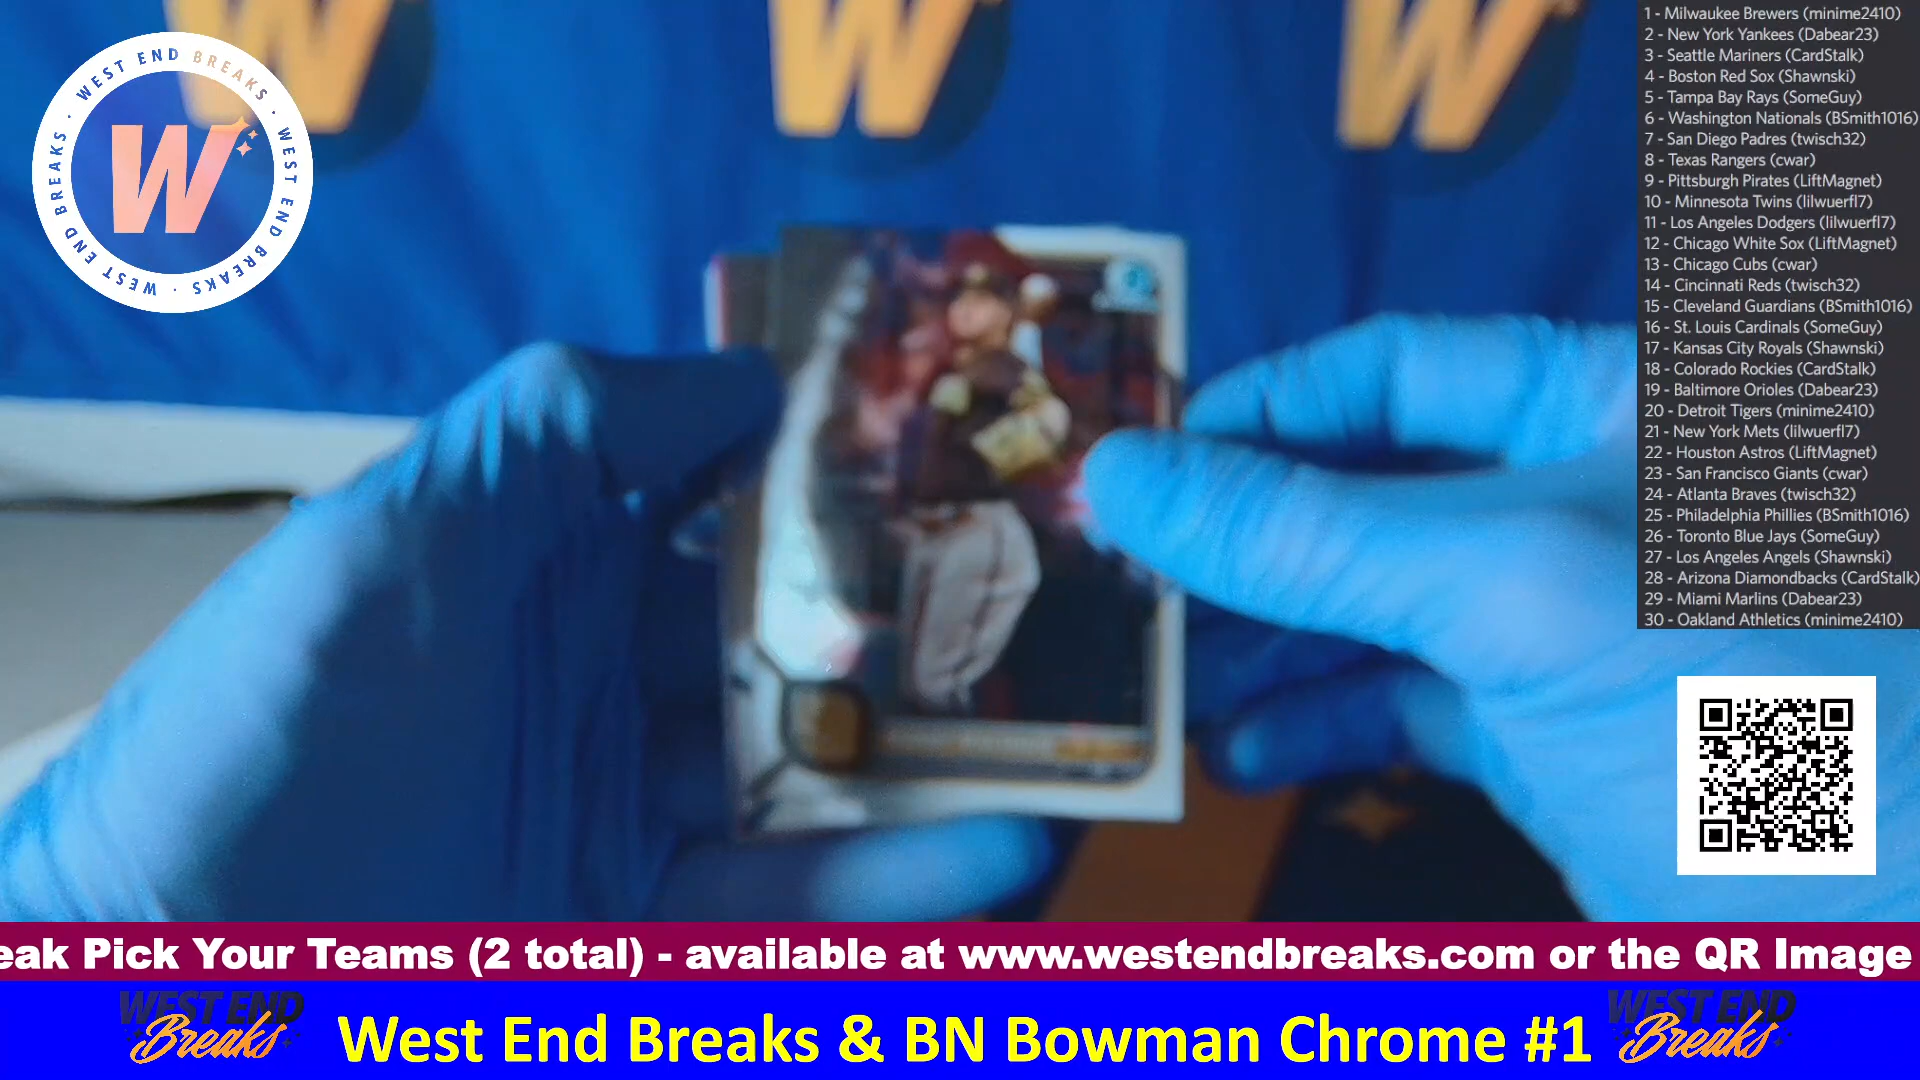 WEST END BREAKS · WEST END BREAKS · WEST END BREAKS ·
W
W
W
W
1 - Milwaukee Brewers (minime2410)
2 - New York Yankees (Dabear23)
3 - Seattle Mariners (CardStalk)
4 - Boston Red Sox (Shawnski)
5 - Tampa Bay Rays (SomeGuy)
6 - Washington Nationals (BSmith1016)
7 - San Diego Padres (twisch32)
8 - Texas Rangers (cwar)
9 - Pittsburgh Pirates (LiftMagnet)
10 - Minnesota Twins (lilwuerfl7)
11 - Los Angeles Dodgers (lilwuerfl7)
12 - Chicago White Sox (LiftMagnet)
13 - Chicago Cubs (cwar)
14 - Cincinnati Reds (twisch32)
15 - Cleveland Guardians (BSmith1016)
16 - St. Louis Cardinals (SomeGuy)
17 - Kansas City Royals (Shawnski)
18 - Colorado Rockies (CardStalk)
19 - Baltimore Orioles (Dabear23)
20 - Detroit Tigers (minime2410)
21 - New York Mets (lilwuerfl7)
22 - Houston Astros (LiftMagnet)
23 - San Francisco Giants (cwar)
24 - Atlanta Braves (twisch32)
25 - Philadelphia Phillies (BSmith1016)
26 - Toronto Blue Jays (SomeGuy)
27 - Los Angeles Angels (Shawnski)
28 - Arizona Diamondbacks (CardStalk)
29 - Miami Marlins (Dabear23)
30 - Oakland Athletics (minime2410)
eak Pick Your Teams (2 total) - available at www.westendbreaks.com or the QR Image
WEST END
Breaks
West End Breaks & BN Bowman Chrome #1
WEST END
Breaks